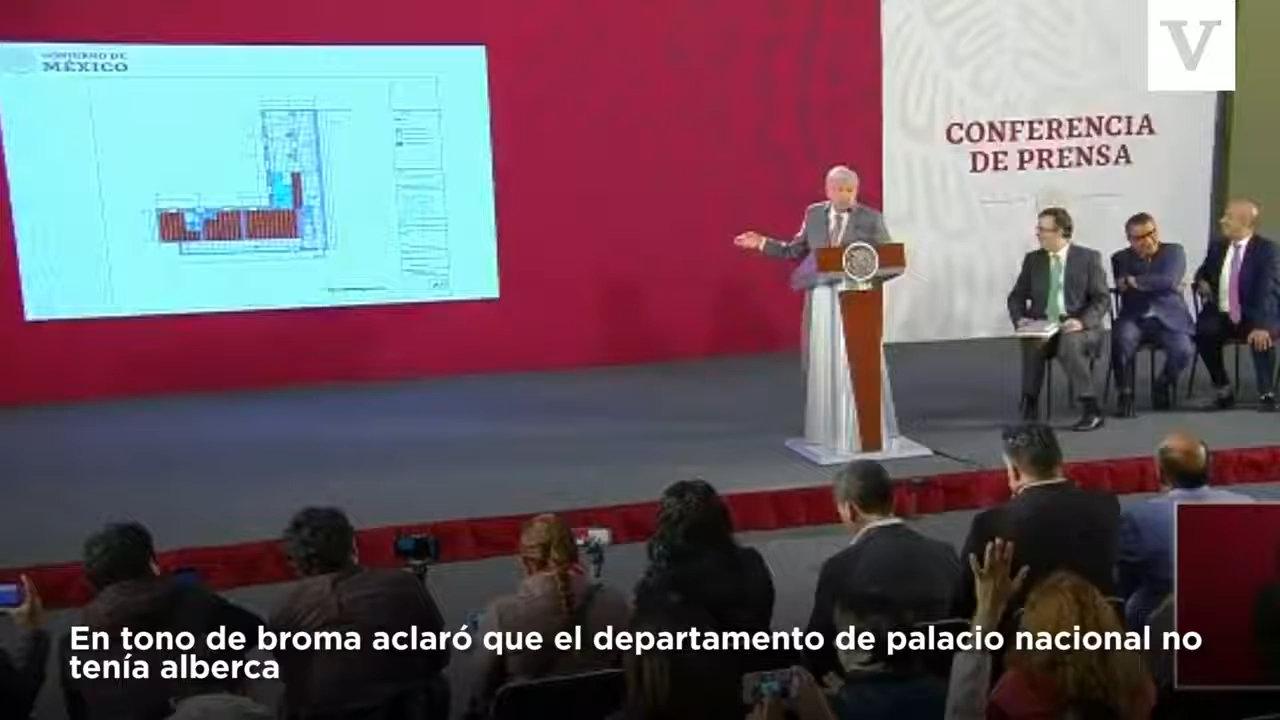 GOBIERNO DE
MÉXICO
V
CONFERENCIA
DE PRENSA
En tono de broma aclaró que el departamento de palacio nacional no
tenía alberca